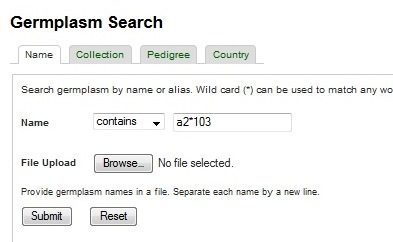 Germplasm Search
Name Collection Pedigree Country
Search germplasm by name or alias. Wild card (*) can be used to match any wo
Name contains a2*103
File Upload Browse... No file selected.
Provide germplasm names in a file. Separate each name by a new line.
Submit Reset